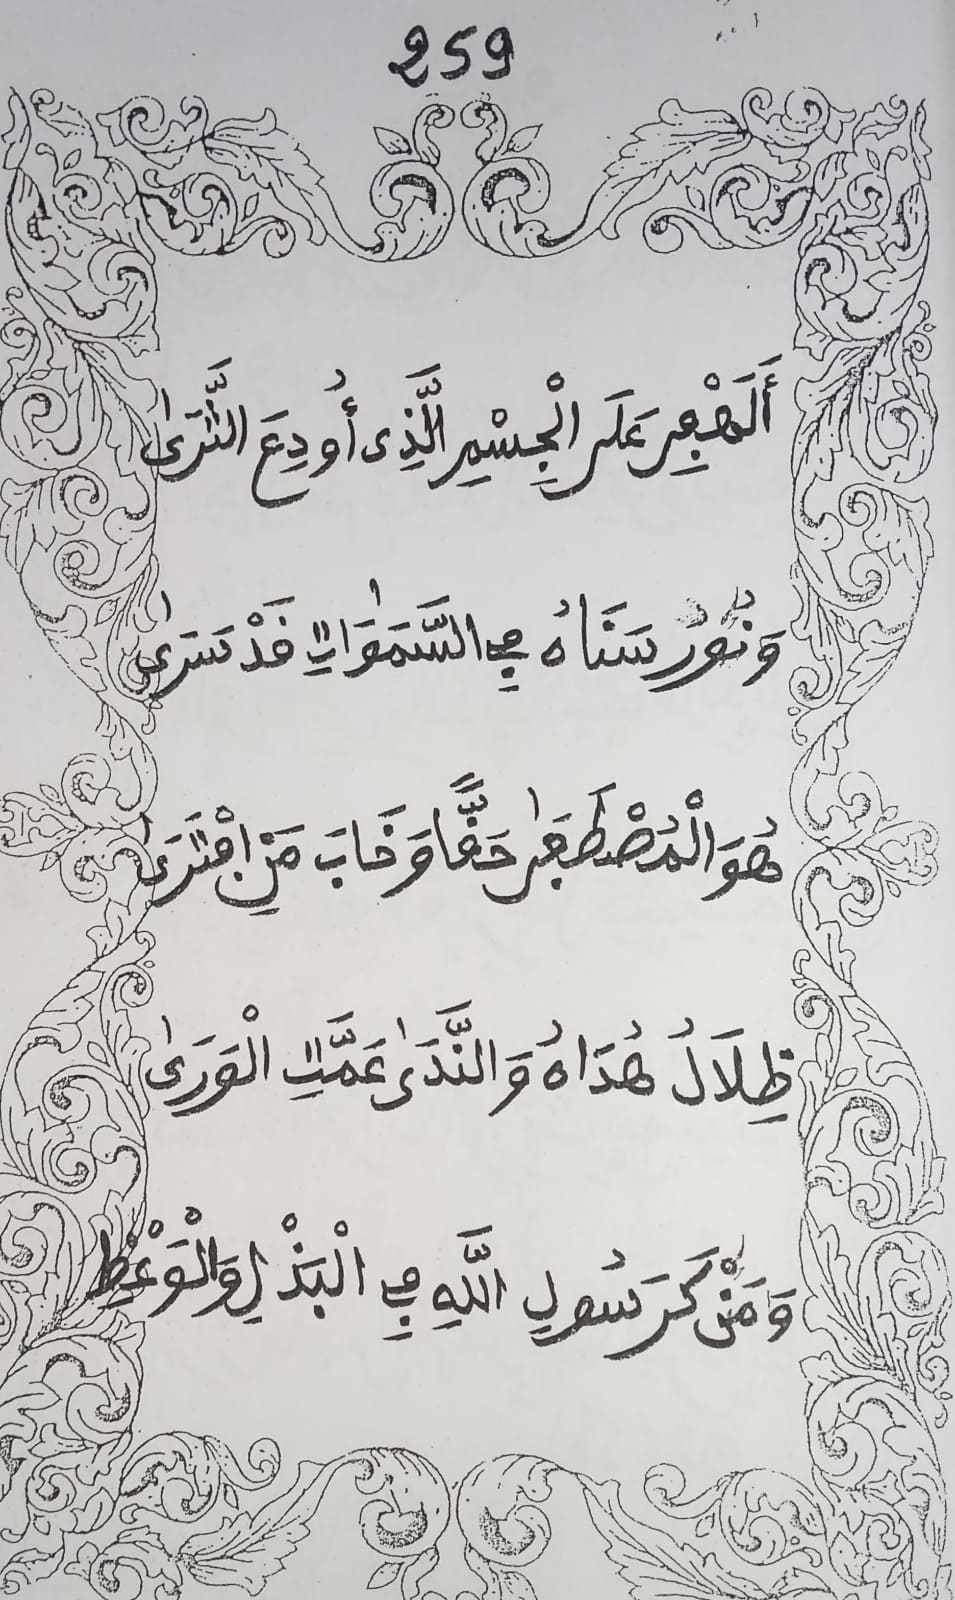 259
أَلَهْفِي عَلَى الْجِسْمِ الَّذِي أُودِعَ الثَّرَىٰ
وَنُورُ سَنَاهُ فِي السَّمَوَاتِ قَدْ سَرَىٰ
هُوَ الْمُصْطَفَىٰ حَقًّا وَخَابَ مَنِ افْتَرَىٰ
ظِلَالُ هُدَاهُ وَالنَّدَىٰ عَمَّتِ الْوَرَىٰ
وَمَنْ كَرَسُولِ اللَّهِ فِي الْبَذْلِ وَالْوَعْظِ